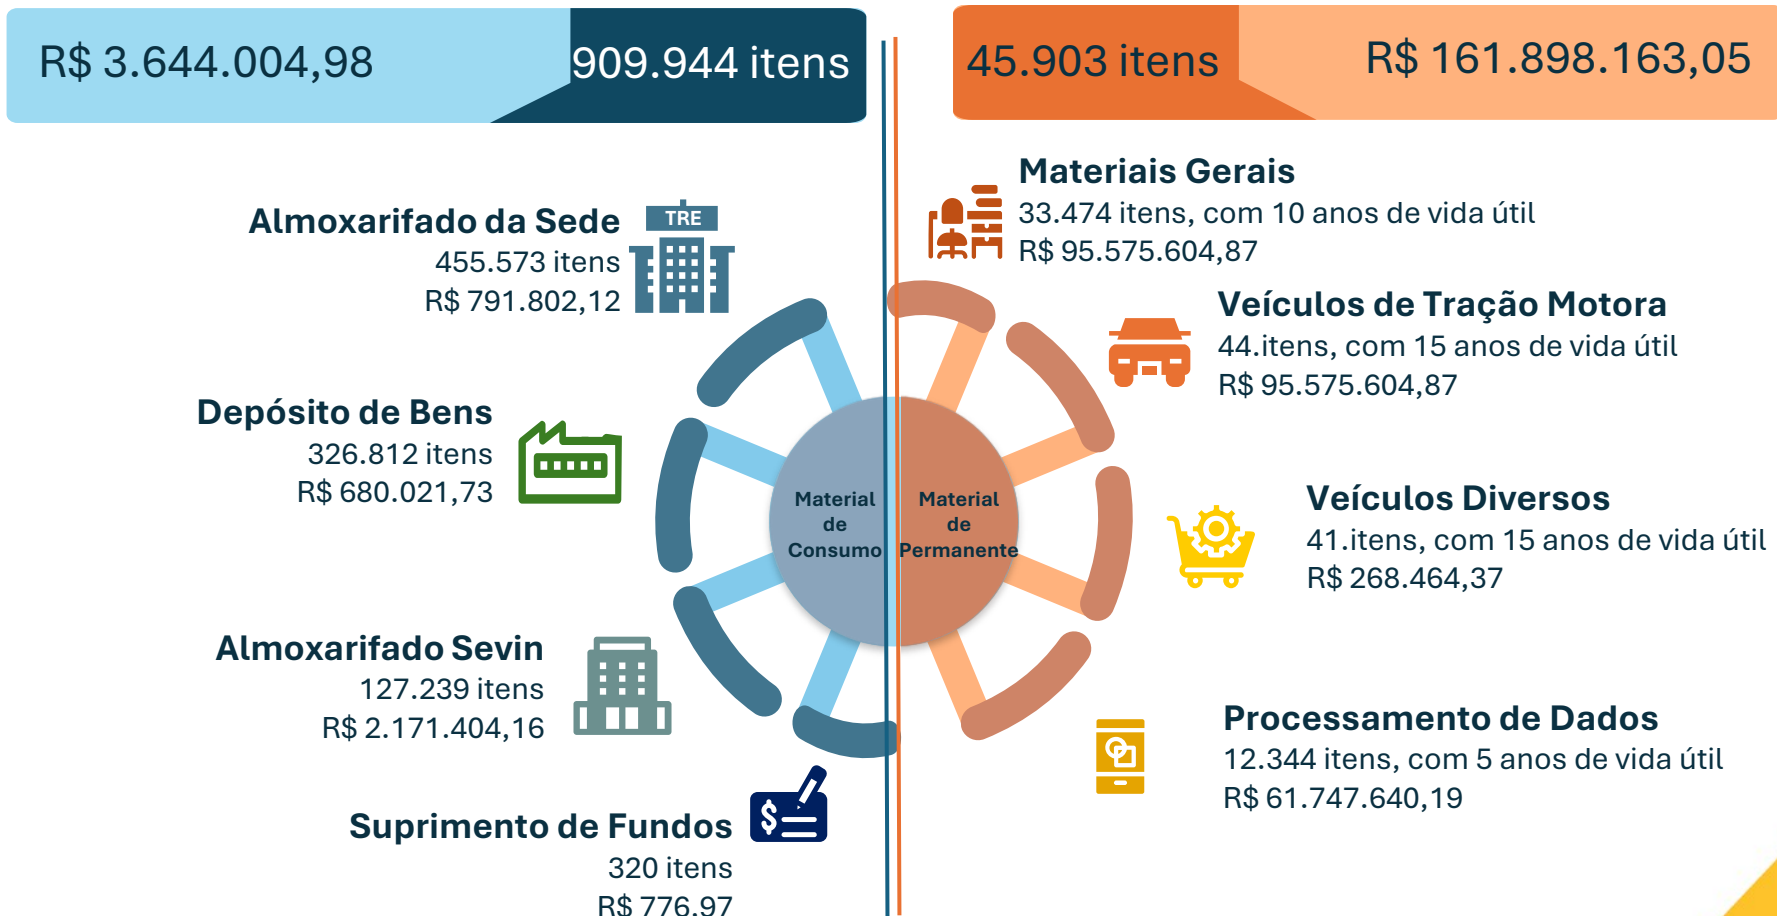 R$ 3.644.004,98
909.944 itens
45.903 itens
R$ 161.898.163,05
Almoxarifado da Sede
455.573 itens
R$ 791.802,12
TRE
Depósito de Bens
326.812 itens
R$ 680.021,73
Almoxarifado Sevin
127.239 itens
R$ 2.171.404,16
Suprimento de Fundos
320 itens
R$ 776,97
$
Material
de
Consumo
Material
de
Permanente
Materiais Gerais
33.474 itens, com 10 anos de vida útil
R$ 95.575.604,87
Veículos de Tração Motora
44.itens, com 15 anos de vida útil
R$ 95.575.604,87
Veículos Diversos
41.itens, com 15 anos de vida útil
R$ 268.464,37
Processamento de Dados
12.344 itens, com 5 anos de vida útil
R$ 61.747.640,19